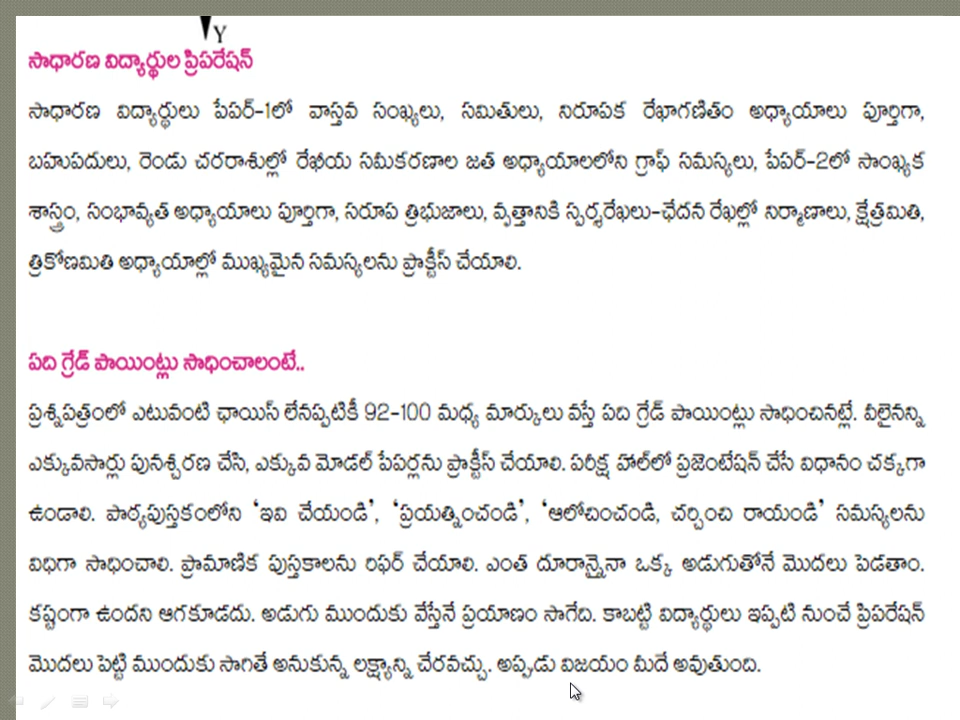 Y
సాధారణ విద్యార్థుల ప్రిపరేషన్
సాధారణ విద్యార్థులు పేపర్-1లో వాస్తవ సంఖ్యలు, సమితులు, నిరూపక రేఖాగణితం అధ్యాయాలు పూర్తిగా,
బహుపదులు, రెండు చరరాశుల్లో రేఖీయ సమీకరణాల జత అధ్యాయాలలోని గ్రాఫ్ సమస్యలు, పేపర్-2లో సాంఖ్యక
శాస్త్రం, సంభావ్యత అధ్యాయాలు పూర్తిగా, సరూప త్రిభుజాలు, వృత్తానికి స్పర్శరేఖలు-ఛేదన రేఖల్లో నిర్మాణాలు, క్షేత్రమితి,
త్రికోణమితి అధ్యాయాల్లో ముఖ్యమైన సమస్యలను ప్రాక్టీస్ చేయాలి.
ఏది గ్రేడ్ పాయింట్లు సాధించాలంటే..
ప్రశ్నపత్రంలో ఎటువంటి ఛాయిస్ లేనప్పటికీ 92-100 మధ్య మార్కులు వస్తే ఏది గ్రేడ్ పాయింట్లు సాధించినట్లే. వీలైనన్ని
ఎక్కువసార్లు పునశ్చరణ చేసి, ఎక్కువ మోడల్ పేపర్లను ప్రాక్టీస్ చేయాలి. పరీక్ష హాల్‌లో ప్రజెంటేషన్ చేసే విధానం చక్కగా
ఉండాలి. పాఠ్యపుస్తకంలోని ‘ఇవి చేయండి’, ‘ప్రయత్నించండి’, ‘ఆలోచించండి, చర్చించి రాయండి’ సమస్యలను
విధిగా సాధించాలి. ప్రామాణిక పుస్తకాలను రిఫర్ చేయాలి. ఎంత దూరాన్నైనా ఒక్క అడుగుతోనే మొదలు పెడతాం.
కష్టంగా ఉందని ఆగకూడదు. అడుగు ముందుకు వేస్తేనే ప్రయాణం సాగేది. కాబట్టి విద్యార్థులు ఇప్పటి నుంచే ప్రిపరేషన్
మొదలు పెట్టి ముందుకు సాగితే అనుకున్న లక్ష్యాన్ని చేరవచ్చు. అప్పడు విజయం మీదే అవుతుంది.